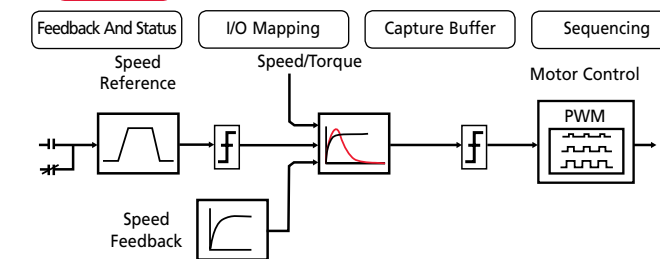 Feedback And Status
I/O Mapping
Capture Buffer
Sequencing
Speed
Reference
Speed/Torque
Motor Control
PWM
Speed
Feedback